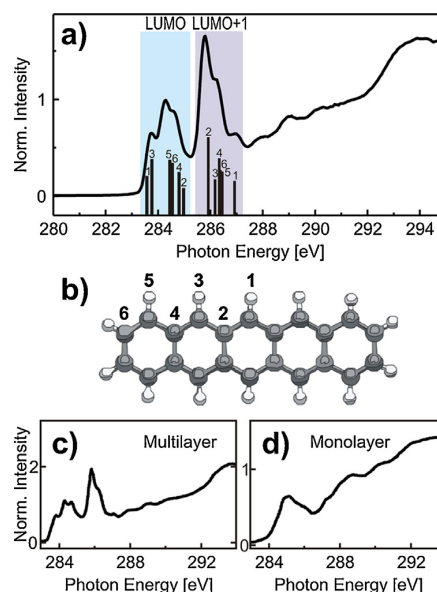 LUMO LUMO+1
a)
Norm. Intensity
1
0
1 3 5 6 4 2 2 3 4 6 5 1
280 282 284 286 288 290 292 294
Photon Energy [eV]
b)
5 3 1
6 4 2
c) Multilayer
d) Monolayer
Norm. Intensity
2
0
1
0
284 288 292
284 288 292
Photon Energy [eV] Photon Energy [eV]